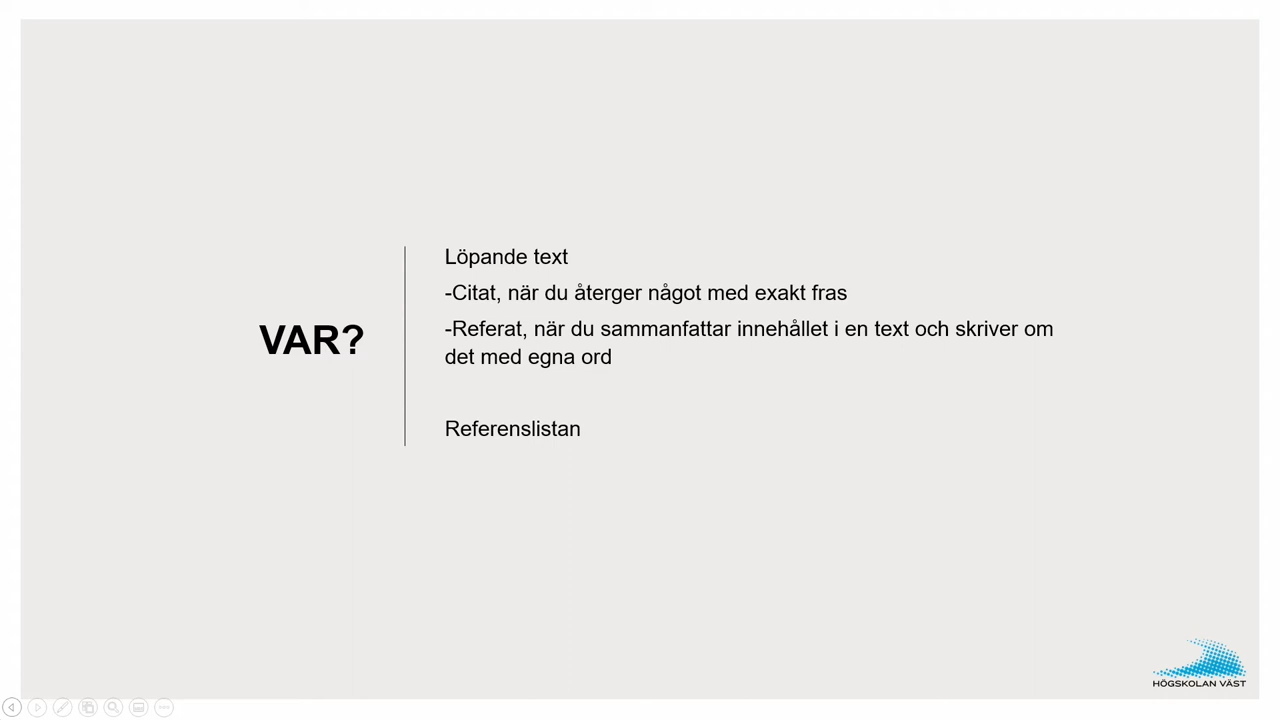 VAR?
Löpande text
-Citat, när du återger något med exakt fras
-Referat, när du sammanfattar innehållet i en text och skriver om
det med egna ord
Referenslistan
HÖGSKOLAN VÄST